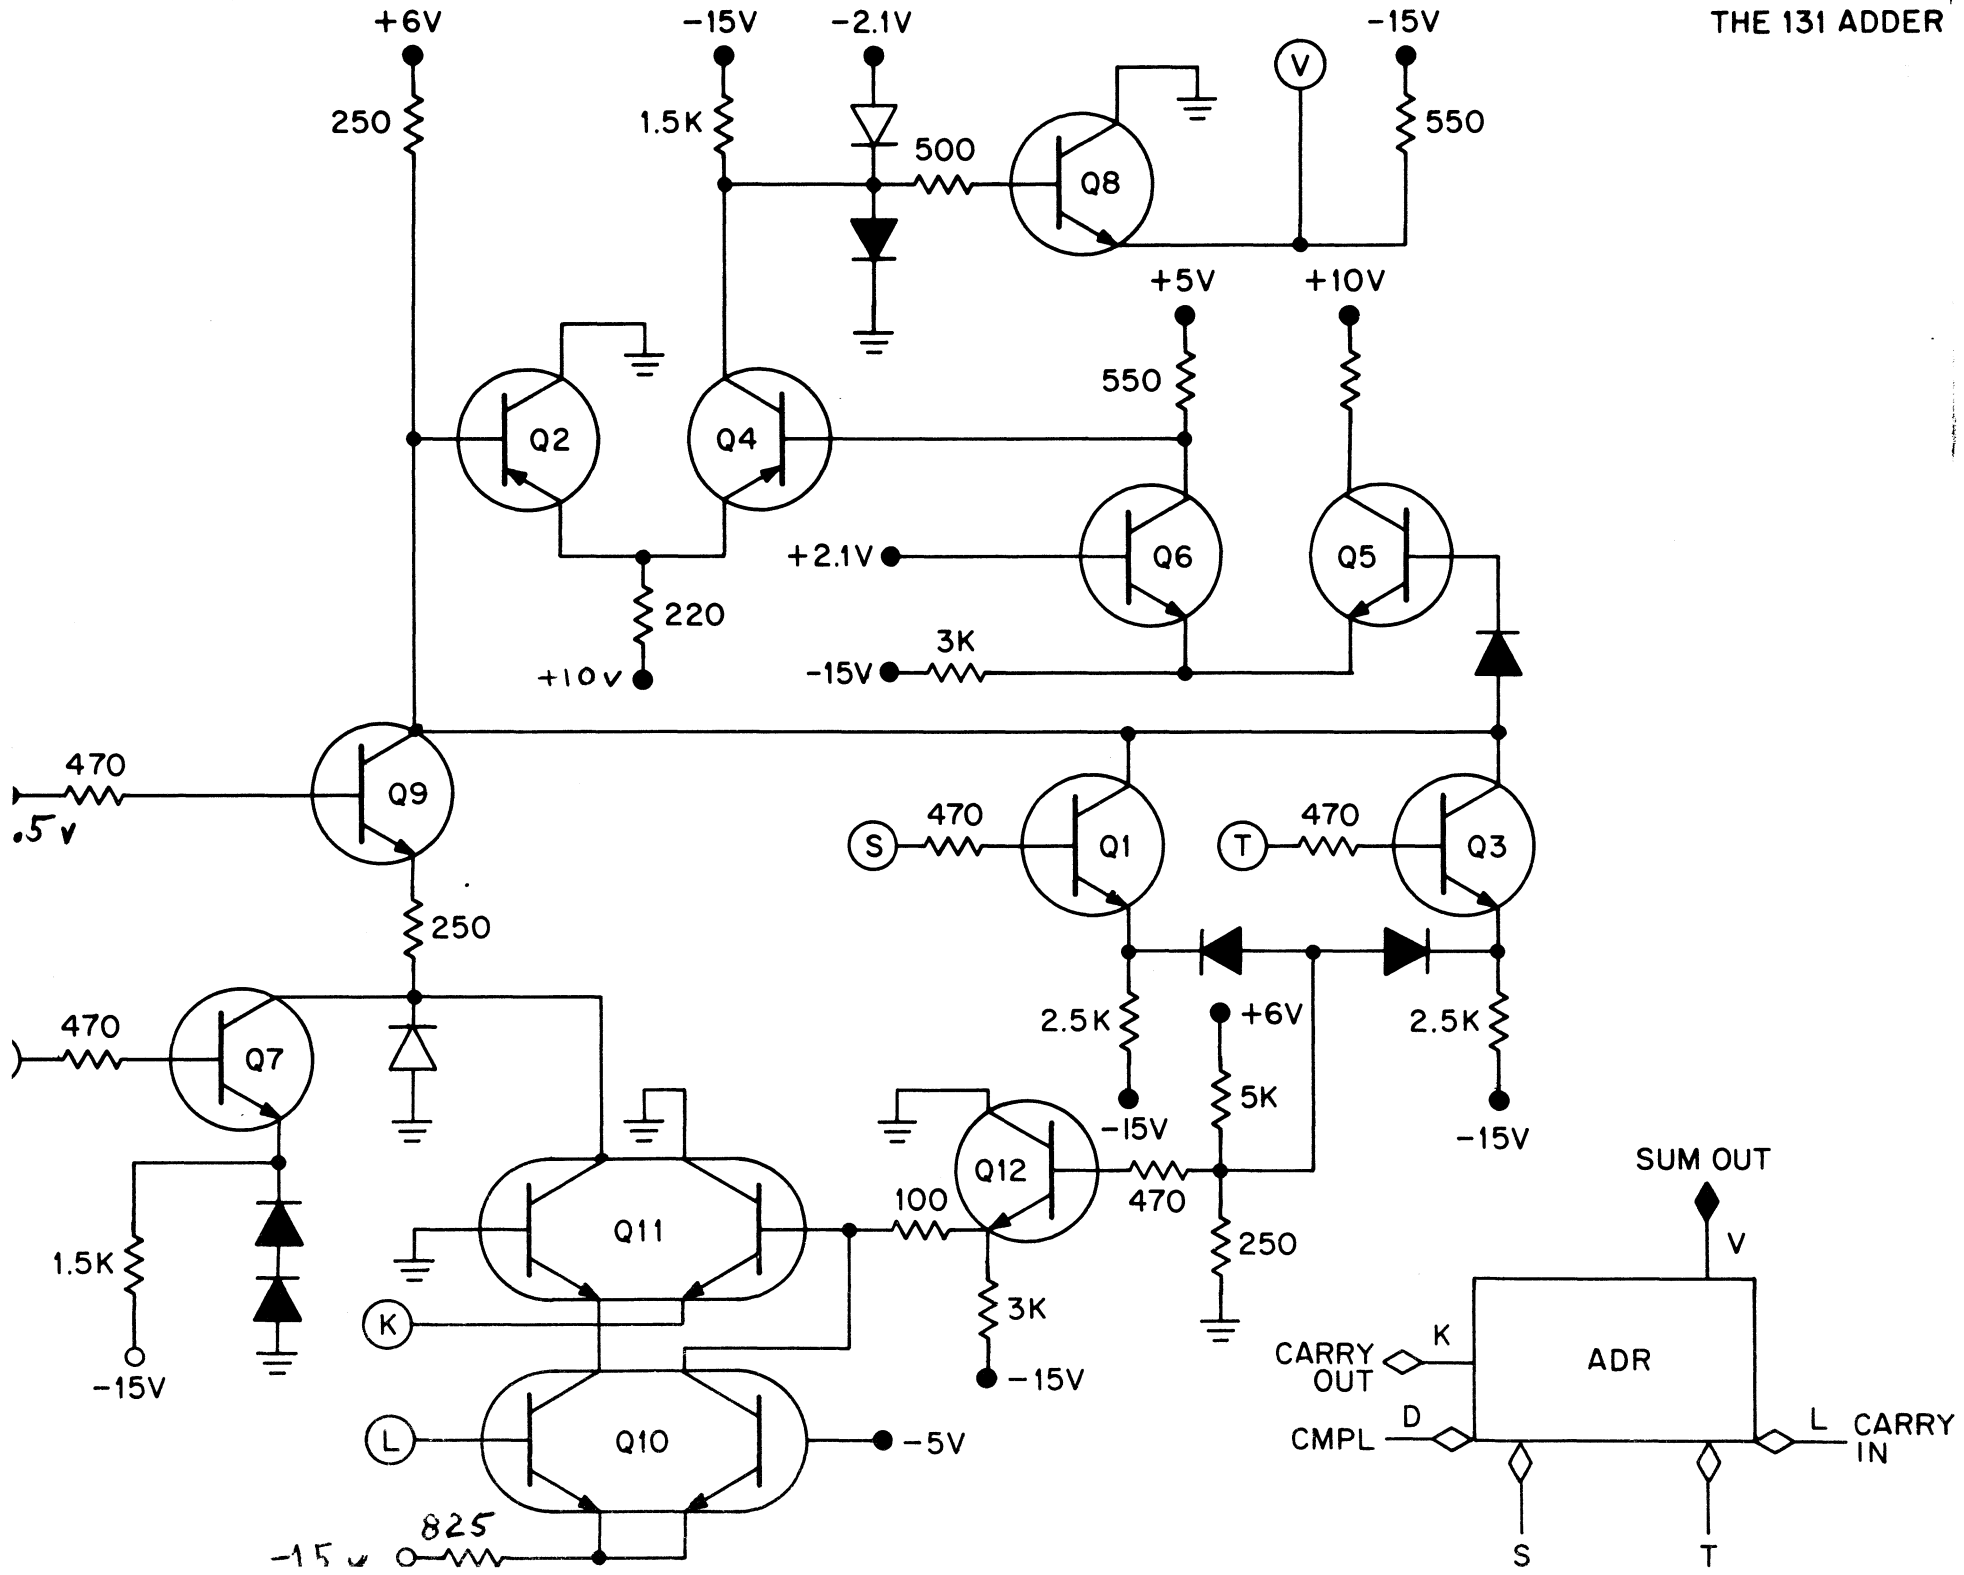 THE 131 ADDER
+6V
-15V
-2.1V
V
-15V
250
1.5K
500
Q8
550
+5V
+10V
550
Q2
Q4
+2.1V
Q6
Q5
220
+10v
3K
-15V
470
.5v
Q9
S
470
Q1
T
470
Q3
250
2.5K
+6V
2.5K
470
Q7
5K
-15V
-15V
Q12
470
100
1.5K
Q11
250
K
3K
-15V
-15V
L
Q10
-5V
825
-15v
SUM OUT
V
K
CARRY
OUT
ADR
D
CMPL
L
CARRY
IN
S
T